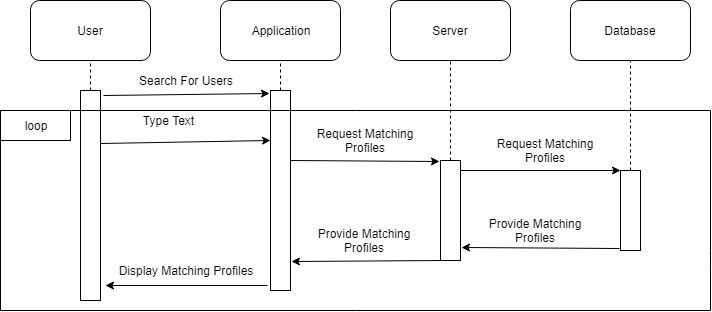 User
Application
Server
Database
Search For Users
loop
Type Text
Request Matching
Profiles
Request Matching
Profiles
Provide Matching
Profiles
Provide Matching
Profiles
Display Matching Profiles